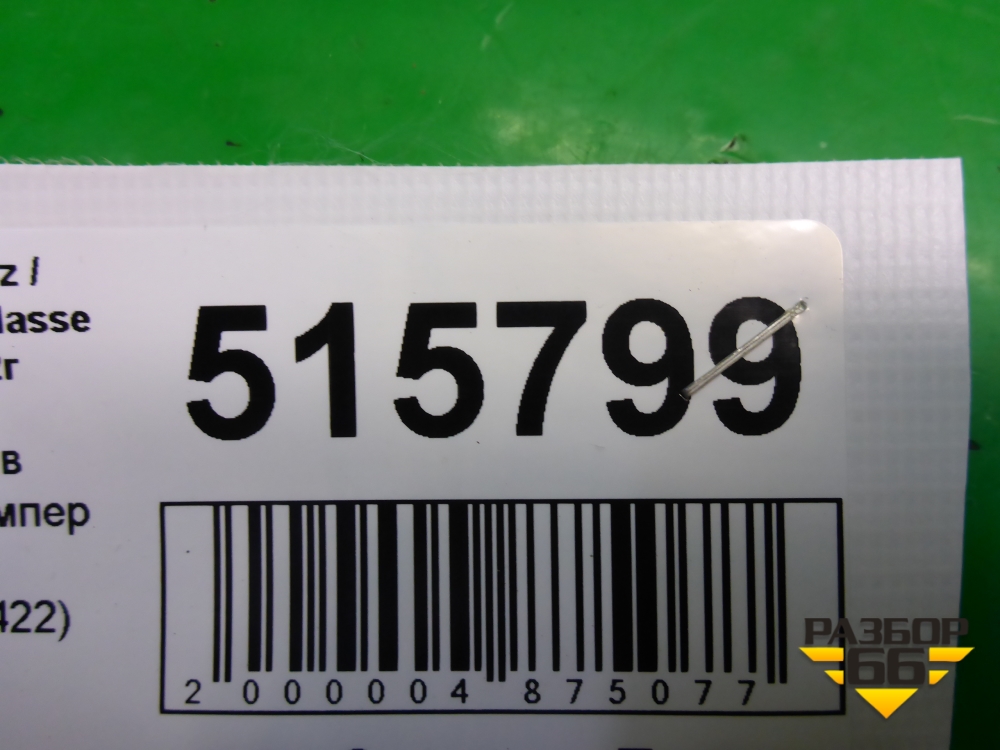 z /
lasse
г
515799
в
мпер
422)
2 000004 875077
РАЗБОР
66